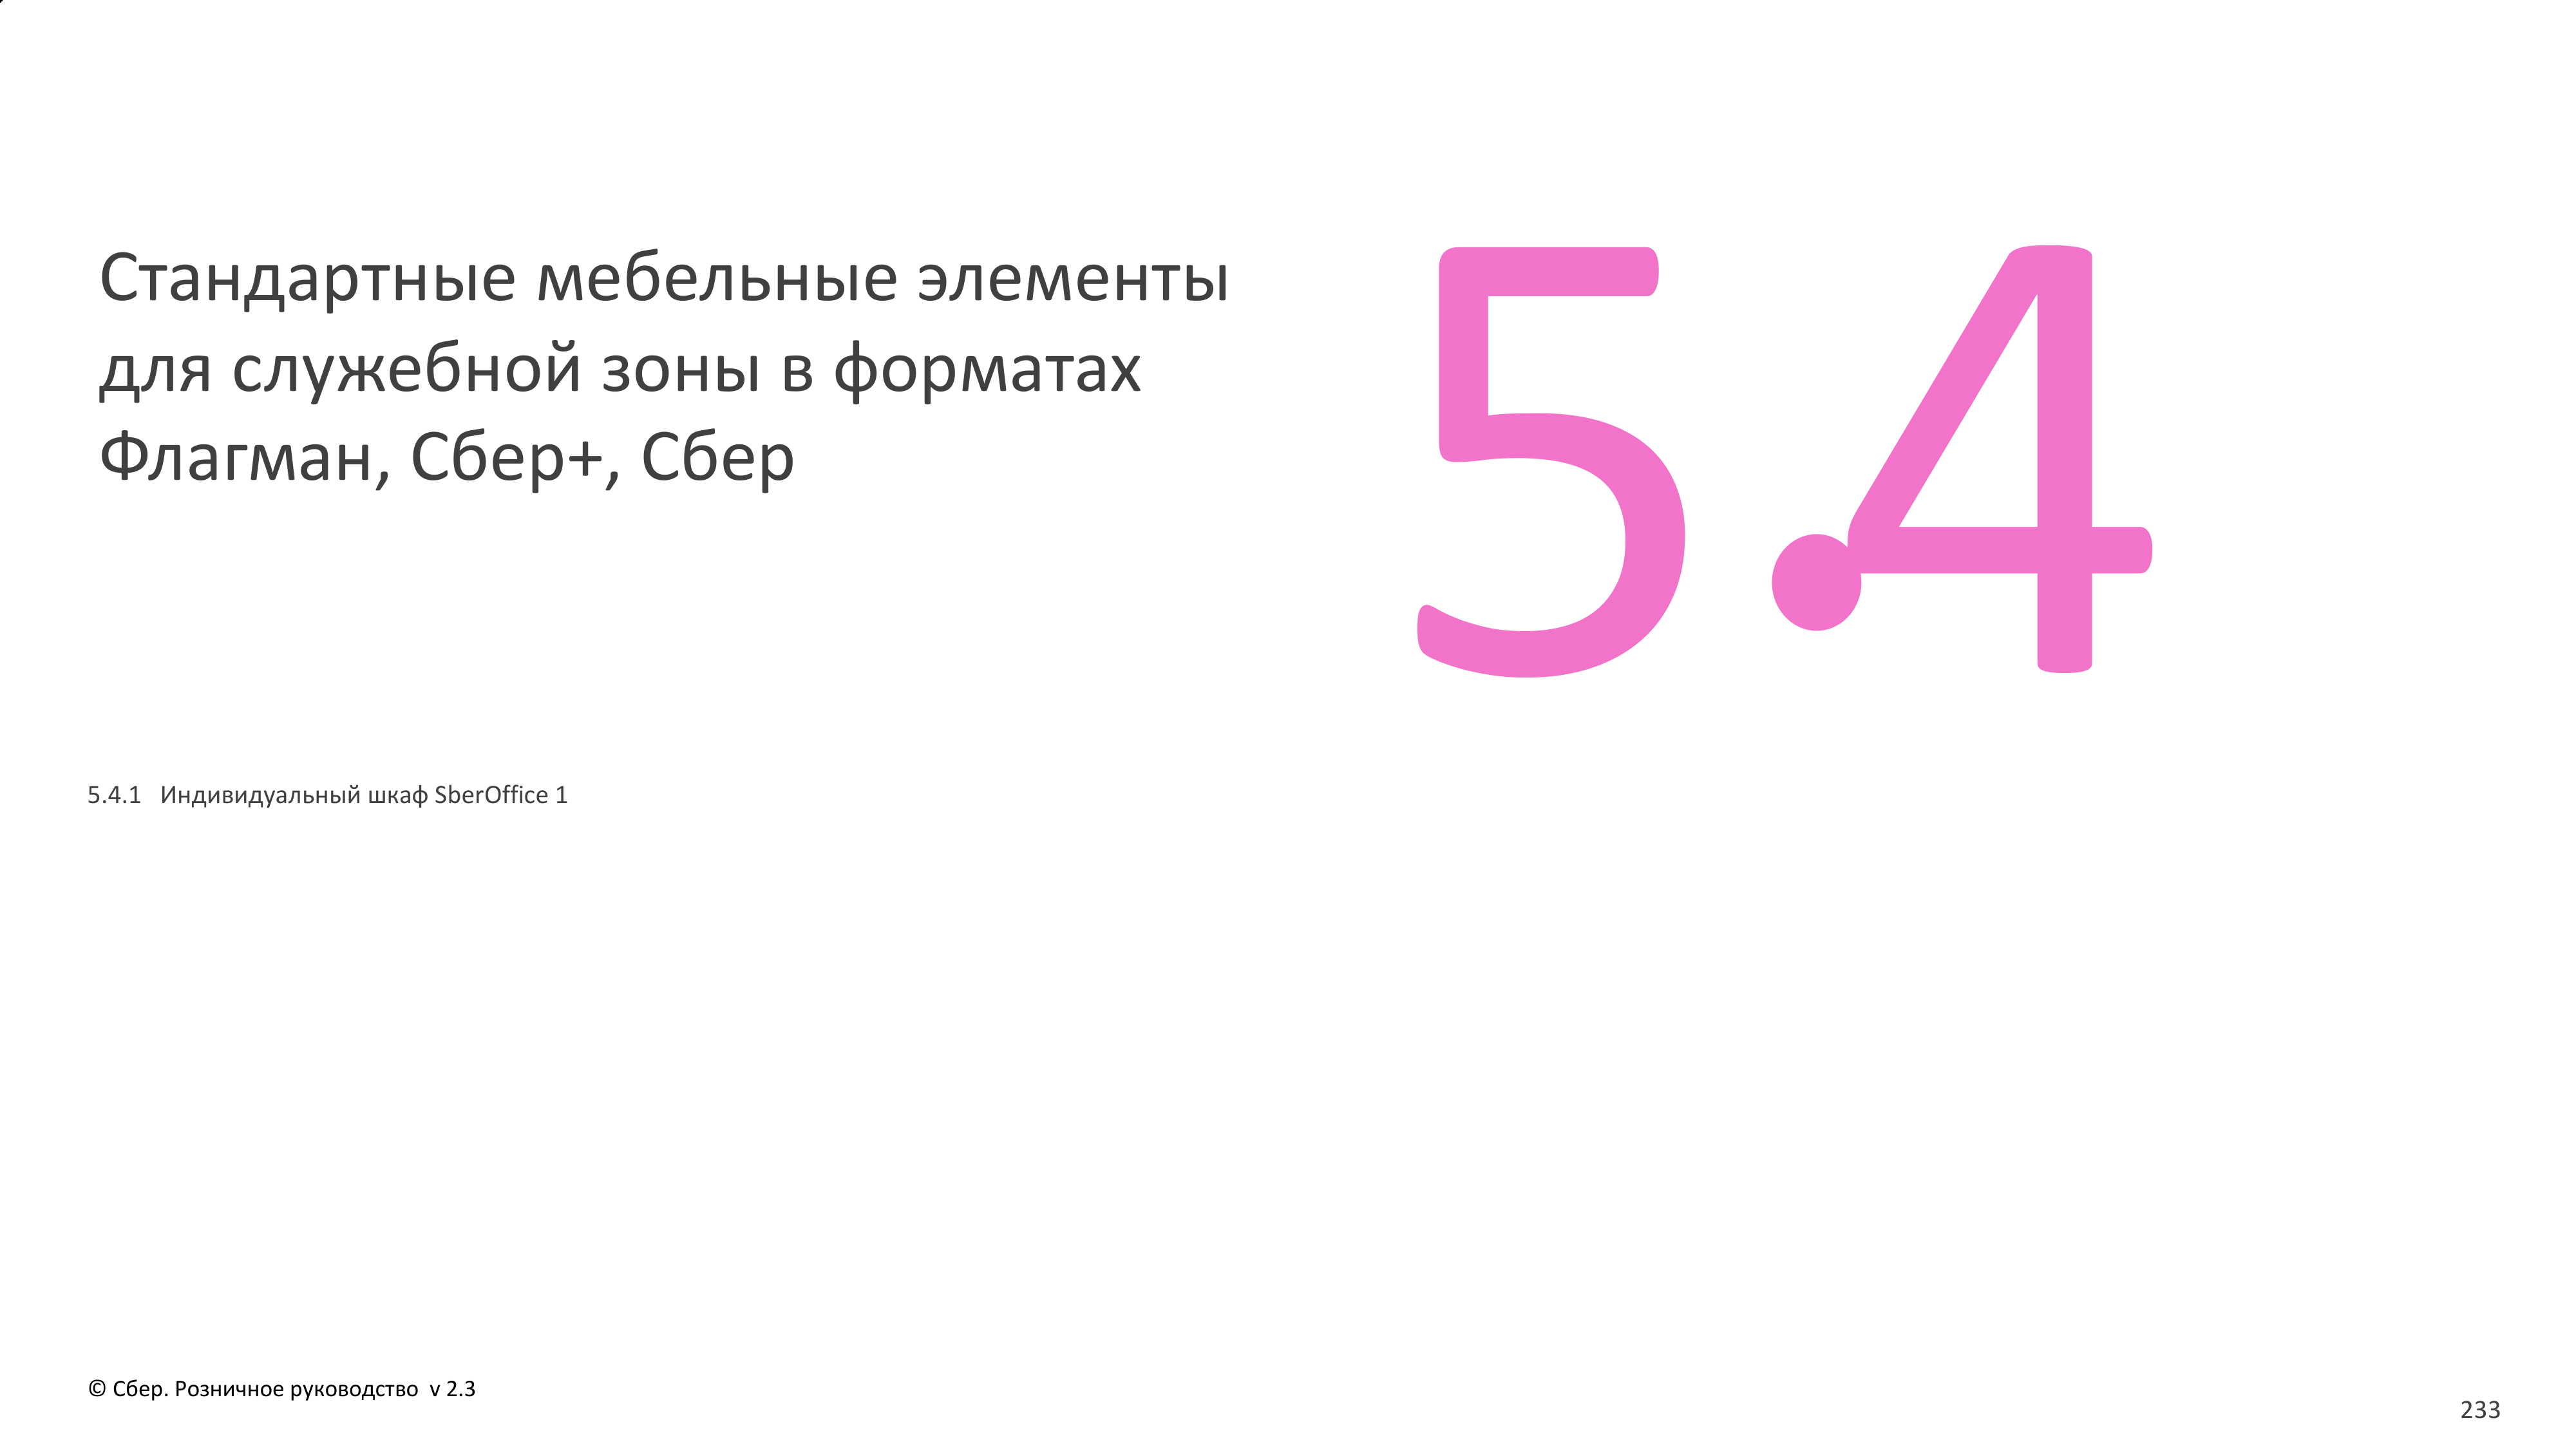 Стандартные мебельные элементы
для служебной зоны в форматах
Флагман, Сбер+, Сбер
5.4
5.4.1 Индивидуальный шкаф SberOffice 1
© Сбер. Розничное руководство v 2.3
233